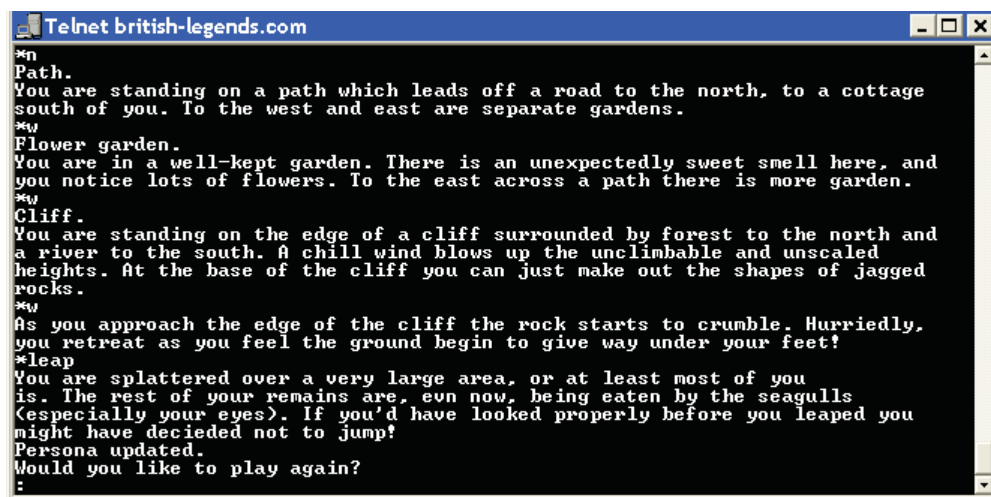 Telnet british-legends.com
*n
Path.
You are standing on a path which leads off a road to the north, to a cottage
south of you. To the west and east are separate gardens.
*w
Flower garden.
You are in a well-kept garden. There is an unexpectedly sweet smell here, and
you notice lots of flowers. To the east across a path there is more garden.
*w
Cliff.
You are standing on the edge of a cliff surrounded by forest to the north and
a river to the south. A chill wind blows up the unclimbable and unscaled
heights. At the base of the cliff you can just make out the shapes of jagged
rocks.
*w
As you approach the edge of the cliff the rock starts to crumble. Hurriedly,
you retreat as you feel the ground begin to give way under your feet!
*leap
You are splattered over a very large area, or at least most of you
is. The rest of your remains are, evn now, being eaten by the seagulls
(especially your eyes). If you'd have looked properly before you leaped you
might have decieded not to jump!
Persona updated.
Would you like to play again?
: